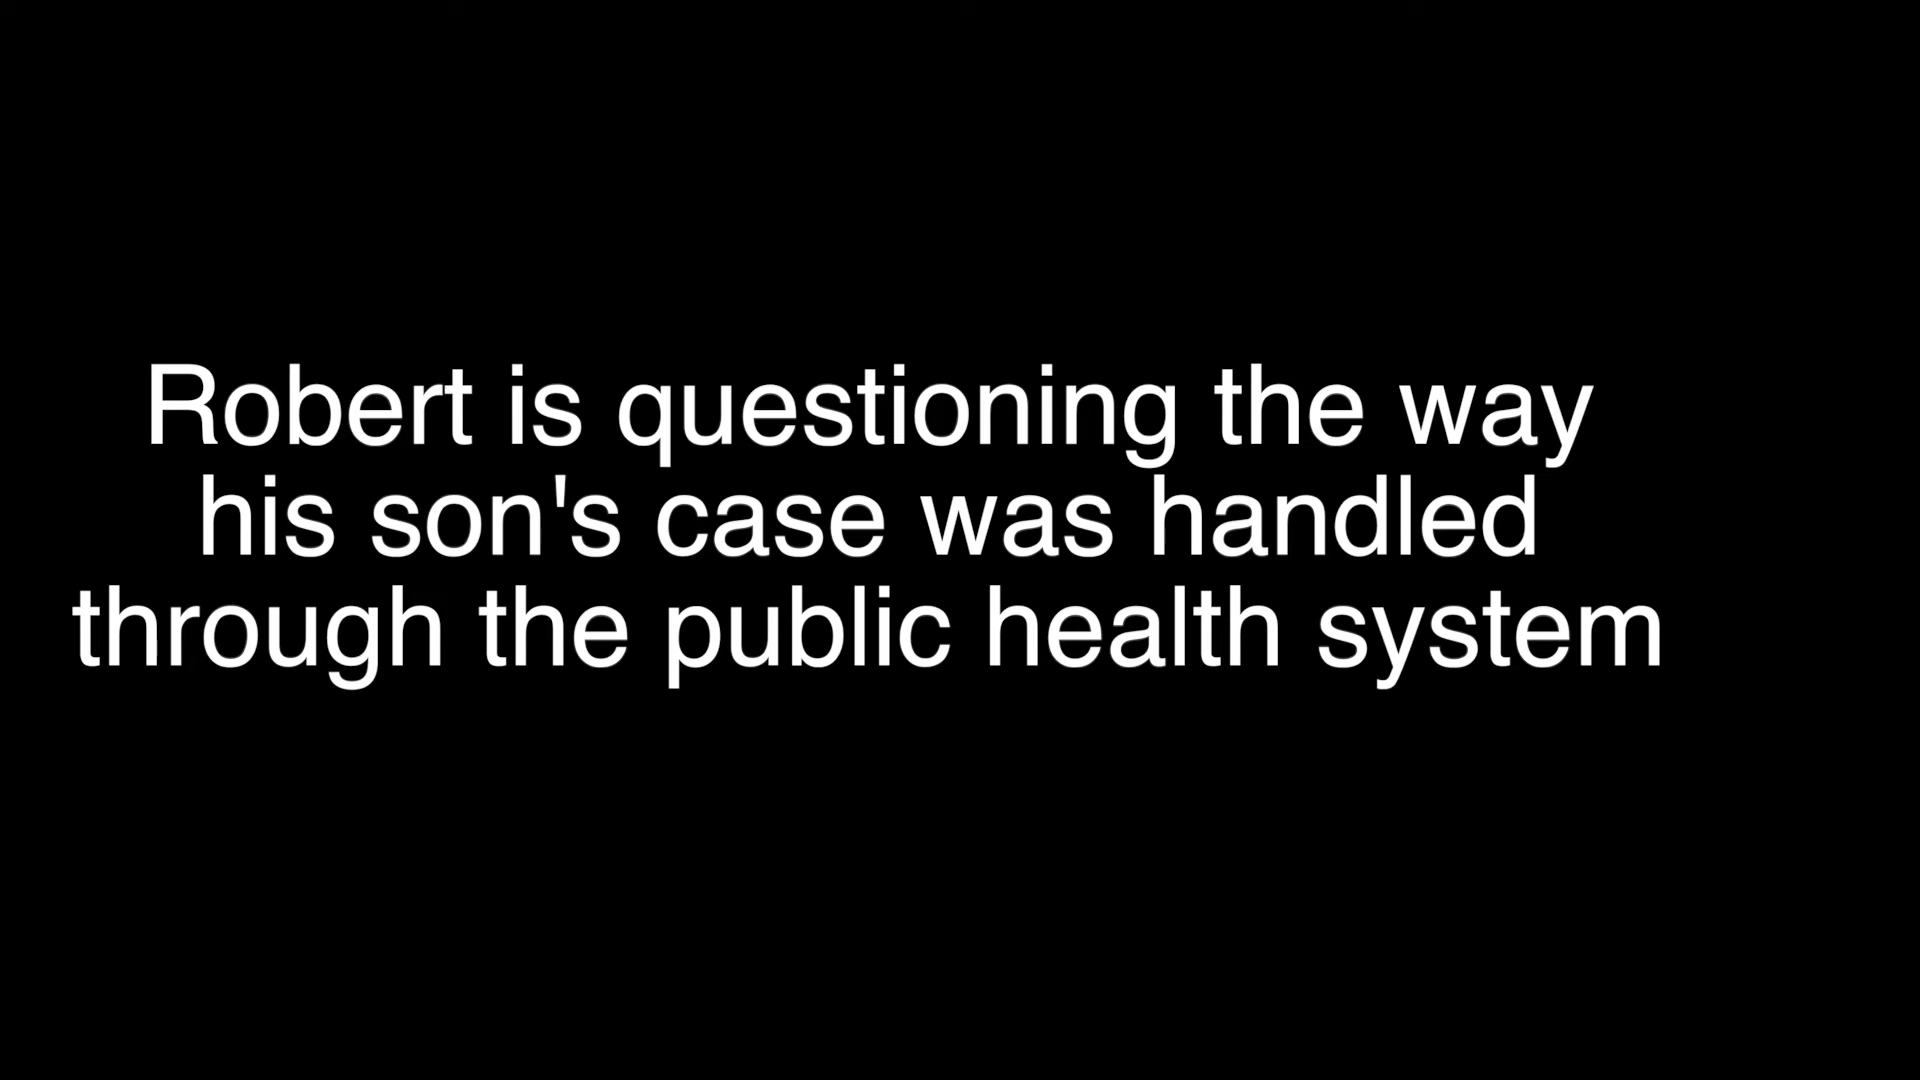 Robert is questioning the way
his son's case was handled
through the public health system